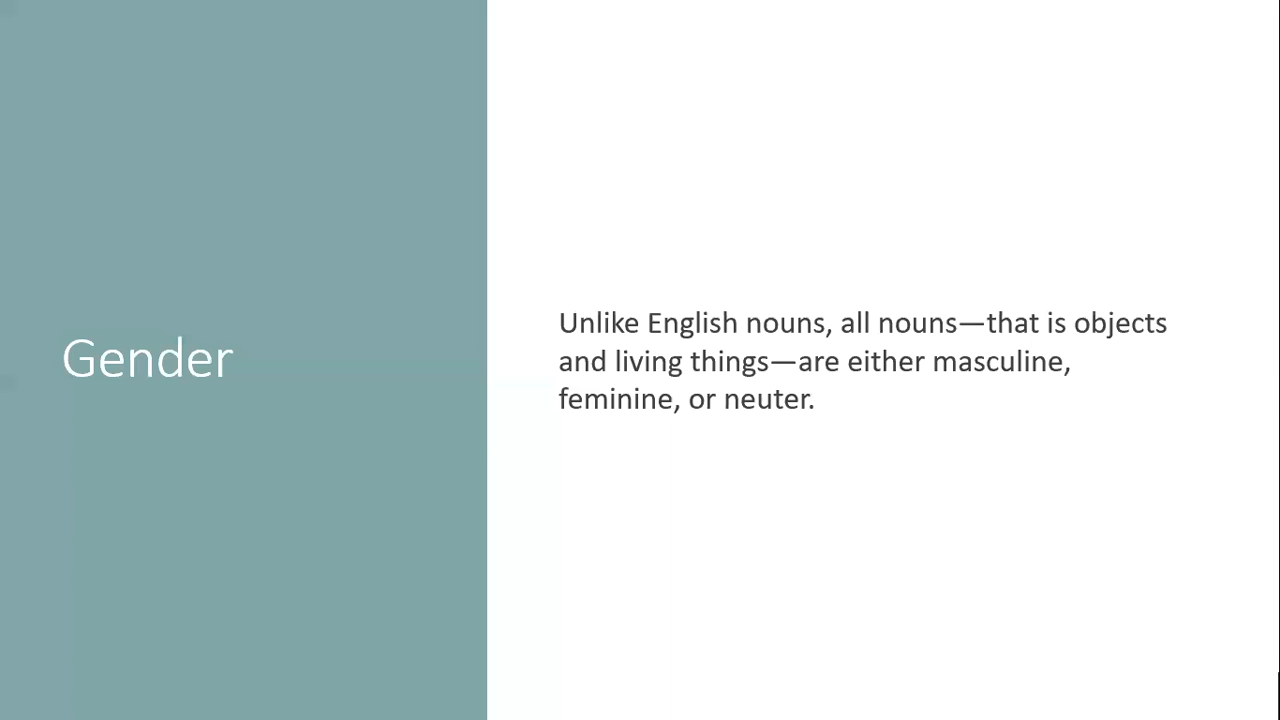 Gender
Unlike English nouns, all nouns—that is objects
and living things—are either masculine,
feminine, or neuter.